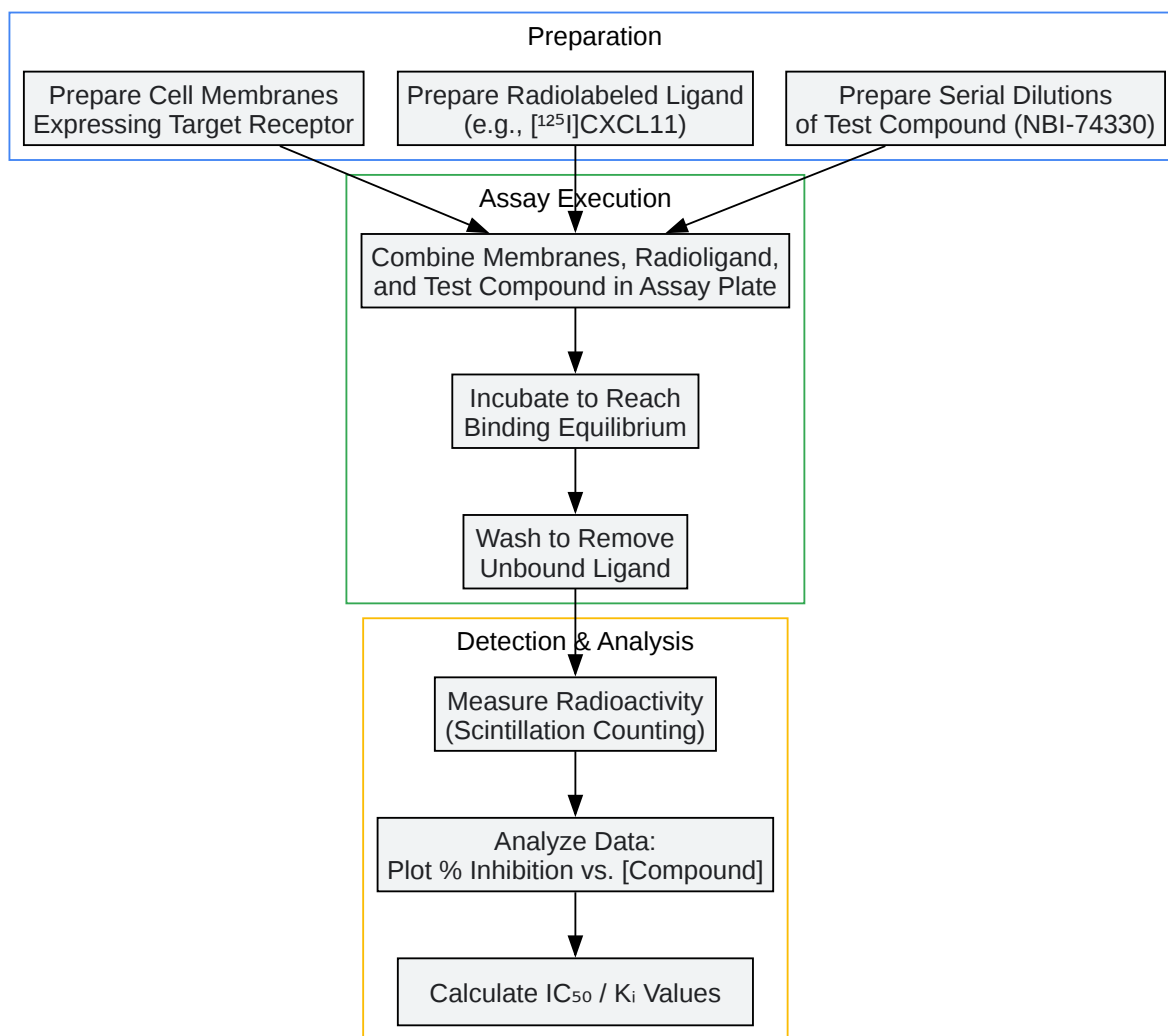 Preparation
Prepare Cell Membranes
Expressing Target Receptor
Prepare Radiolabeled Ligand
(e.g., [¹²⁵I]CXCL11)
Prepare Serial Dilutions
of Test Compound (NBI-74330)
Assay Execution
Combine Membranes, Radioligand,
and Test Compound in Assay Plate
Incubate to Reach
Binding Equilibrium
Wash to Remove
Unbound Ligand
Detection & Analysis
Measure Radioactivity
(Scintillation Counting)
Analyze Data:
Plot % Inhibition vs. [Compound]
Calculate IC₅₀ / Kᵢ Values